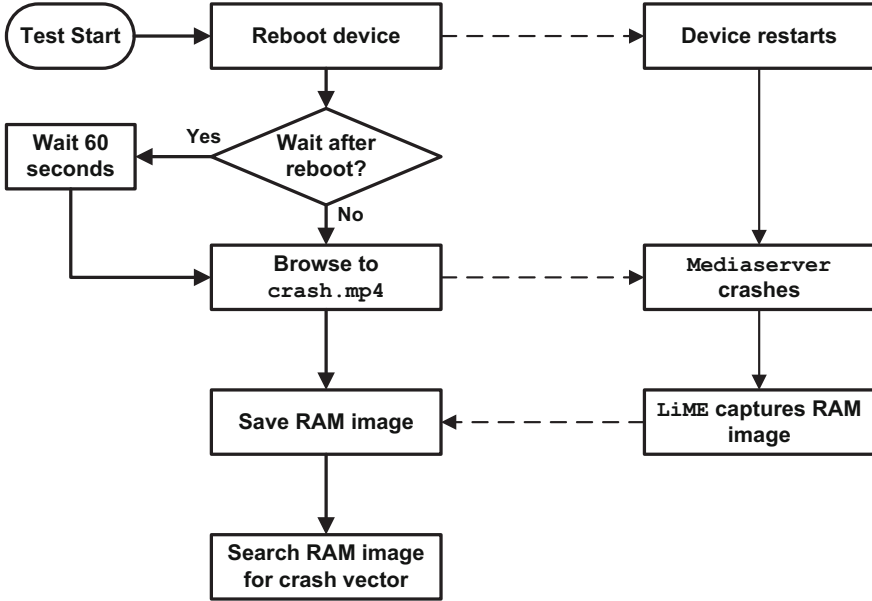 Test Start
Reboot device
Device restarts
Wait 60
seconds
Yes
Wait after
reboot?
No
Browse to
crash.mp4
Mediaserver
crashes
Save RAM image
LiME captures RAM
image
Search RAM image
for crash vector